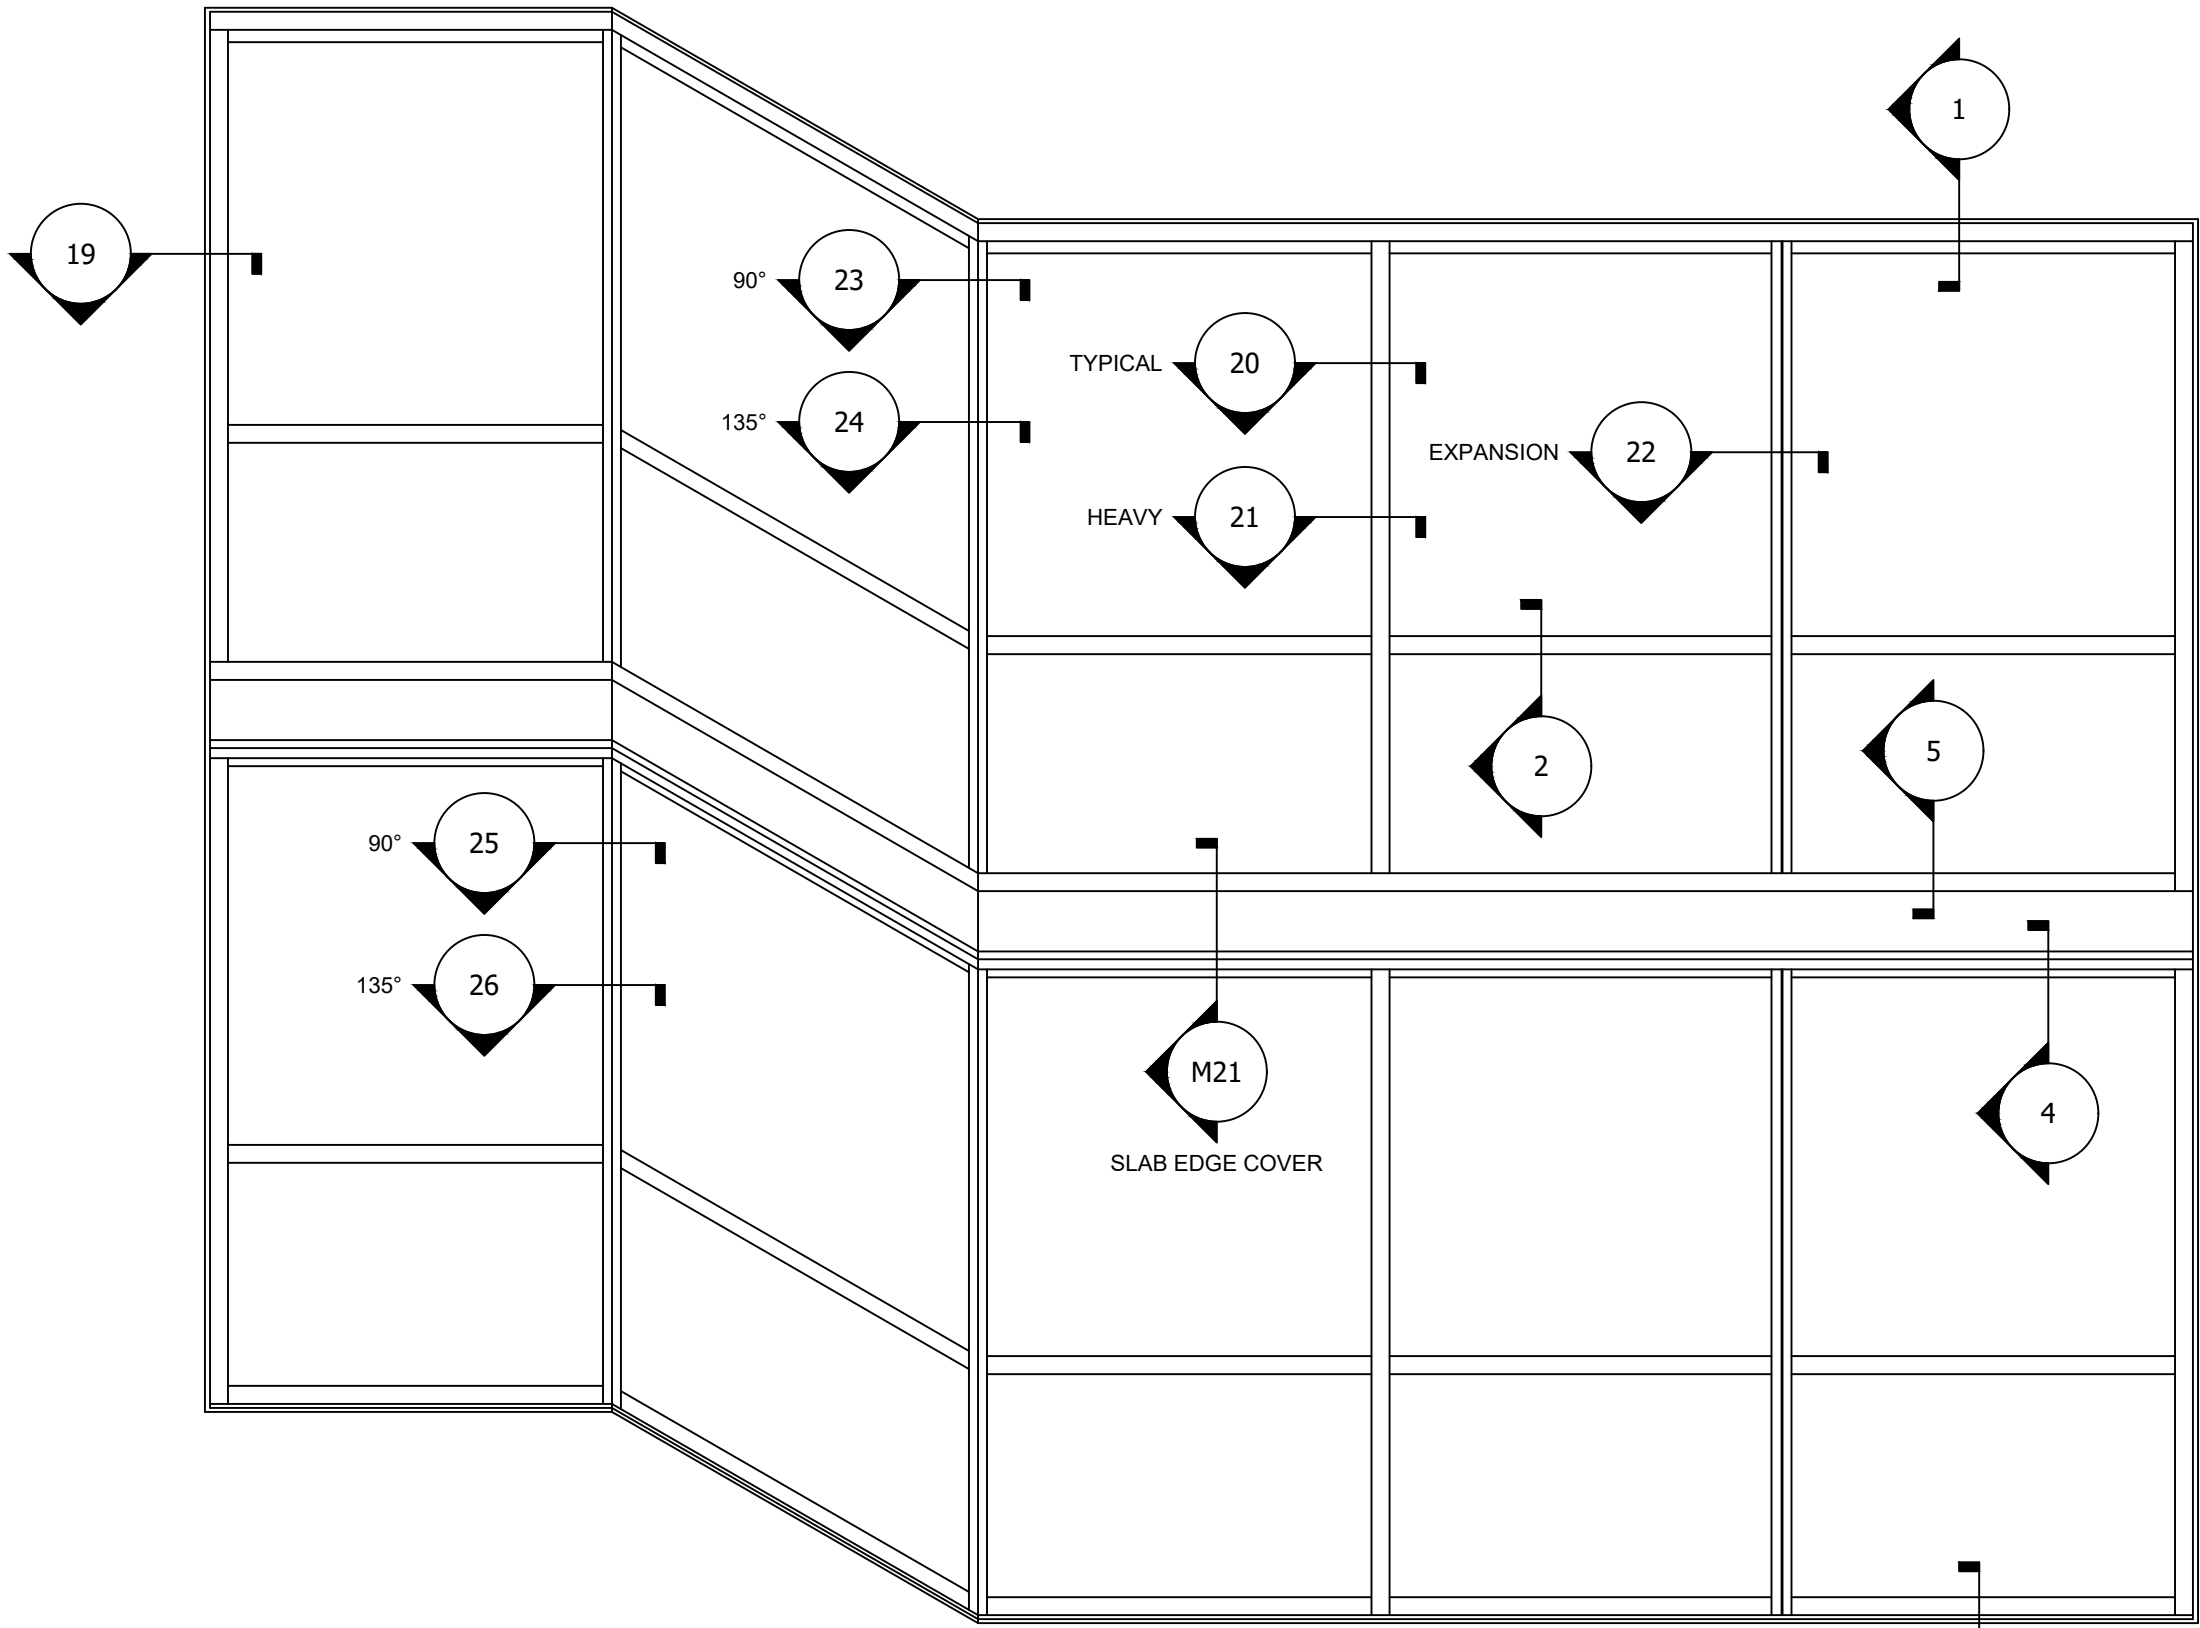 1
19
90° 23
TYPICAL 20
135° 24
EXPANSION 22
HEAVY 21
5
2
90° 25
26
135°
M21
4
SLAB EDGE COVER